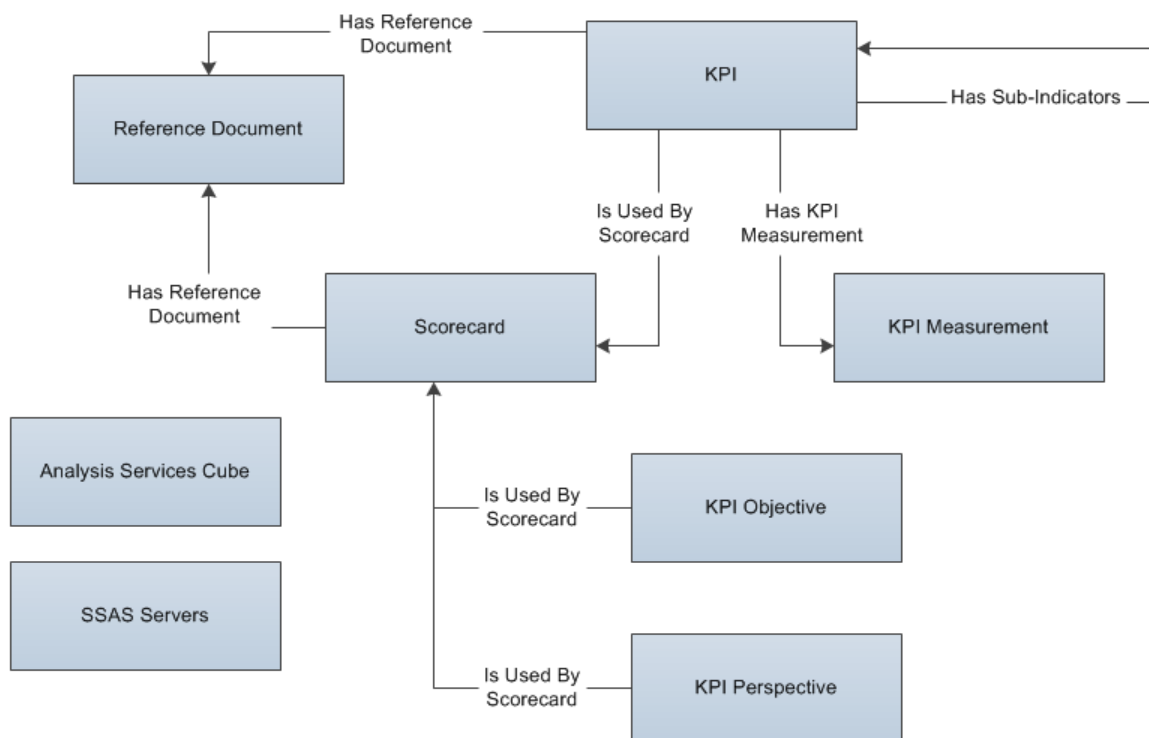 Has Reference
Document
KPI
Has Sub-Indicators
Reference Document
Is Used By
Scorecard
Has KPI
Measurement
Has Reference
Document
Scorecard
KPI Measurement
Analysis Services Cube
Is Used By
Scorecard
KPI Objective
SSAS Servers
Is Used By
Scorecard
KPI Perspective